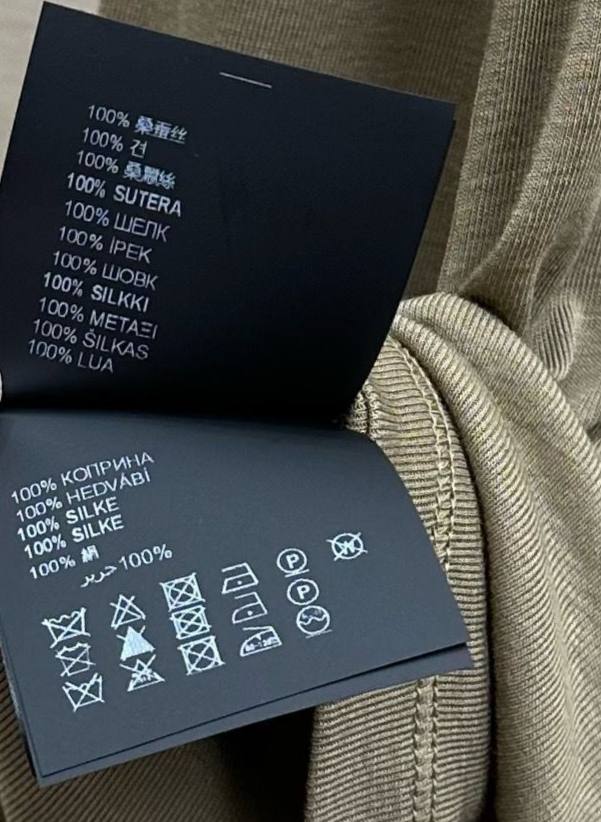 100% 桑蚕丝
100% 견
100% 桑蠶絲
100% SUTERA
100% ШЕЛК
100% İPEK
100% ШОВК
100% SILKKI
100% ΜΕΤΑΞΙ
100% ŠILKAS
100% LUA
100% КОПРИНА
100% HEDVÁBÍ
100% SILKE
100% SILKE
100% 絹
حرير 100%
P
W
P